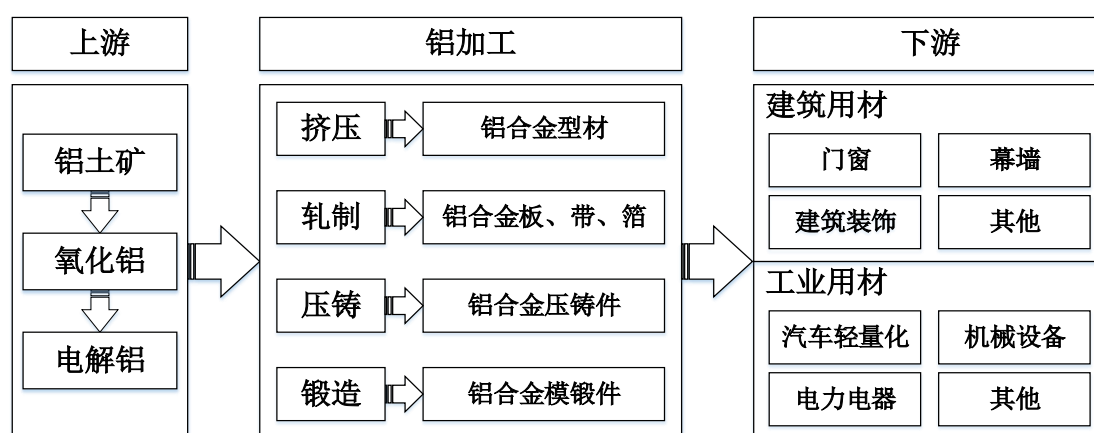 上游
铝加工
下游
铝土矿
氧化铝
电解铝
挤压
铝合金型材
轧制
铝合金板、带、箔
压铸
铝合金压铸件
锻造
铝合金模锻件
建筑用材
门窗
幕墙
建筑装饰
其他
工业用材
汽车轻量化
机械设备
电力电器
其他